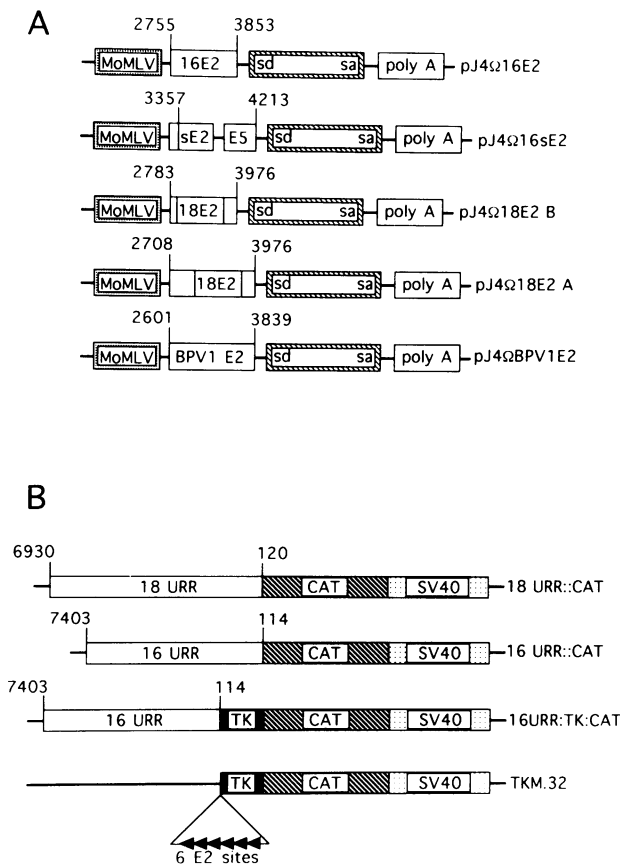 A
2755 3853
MoMLV 16E2 sd sa poly A pJ4Ω16E2
3357 4213
MoMLV sE2 E5 sd sa poly A pJ4Ω16sE2
2783 3976
MoMLV 18E2 sd sa poly A pJ4Ω18E2 B
2708 3976
MoMLV 18E2 sd sa poly A pJ4Ω18E2 A
2601 3839
MoMLV BPV1 E2 sd sa poly A pJ4ΩBPV1E2
B
6930 120
18 URR CAT SV40 18 URR::CAT
7403 114
16 URR CAT SV40 16 URR::CAT
7403 114
16 URR TK CAT SV40 16URR:TK:CAT
TK CAT SV40 TKM.32
6 E2 sites